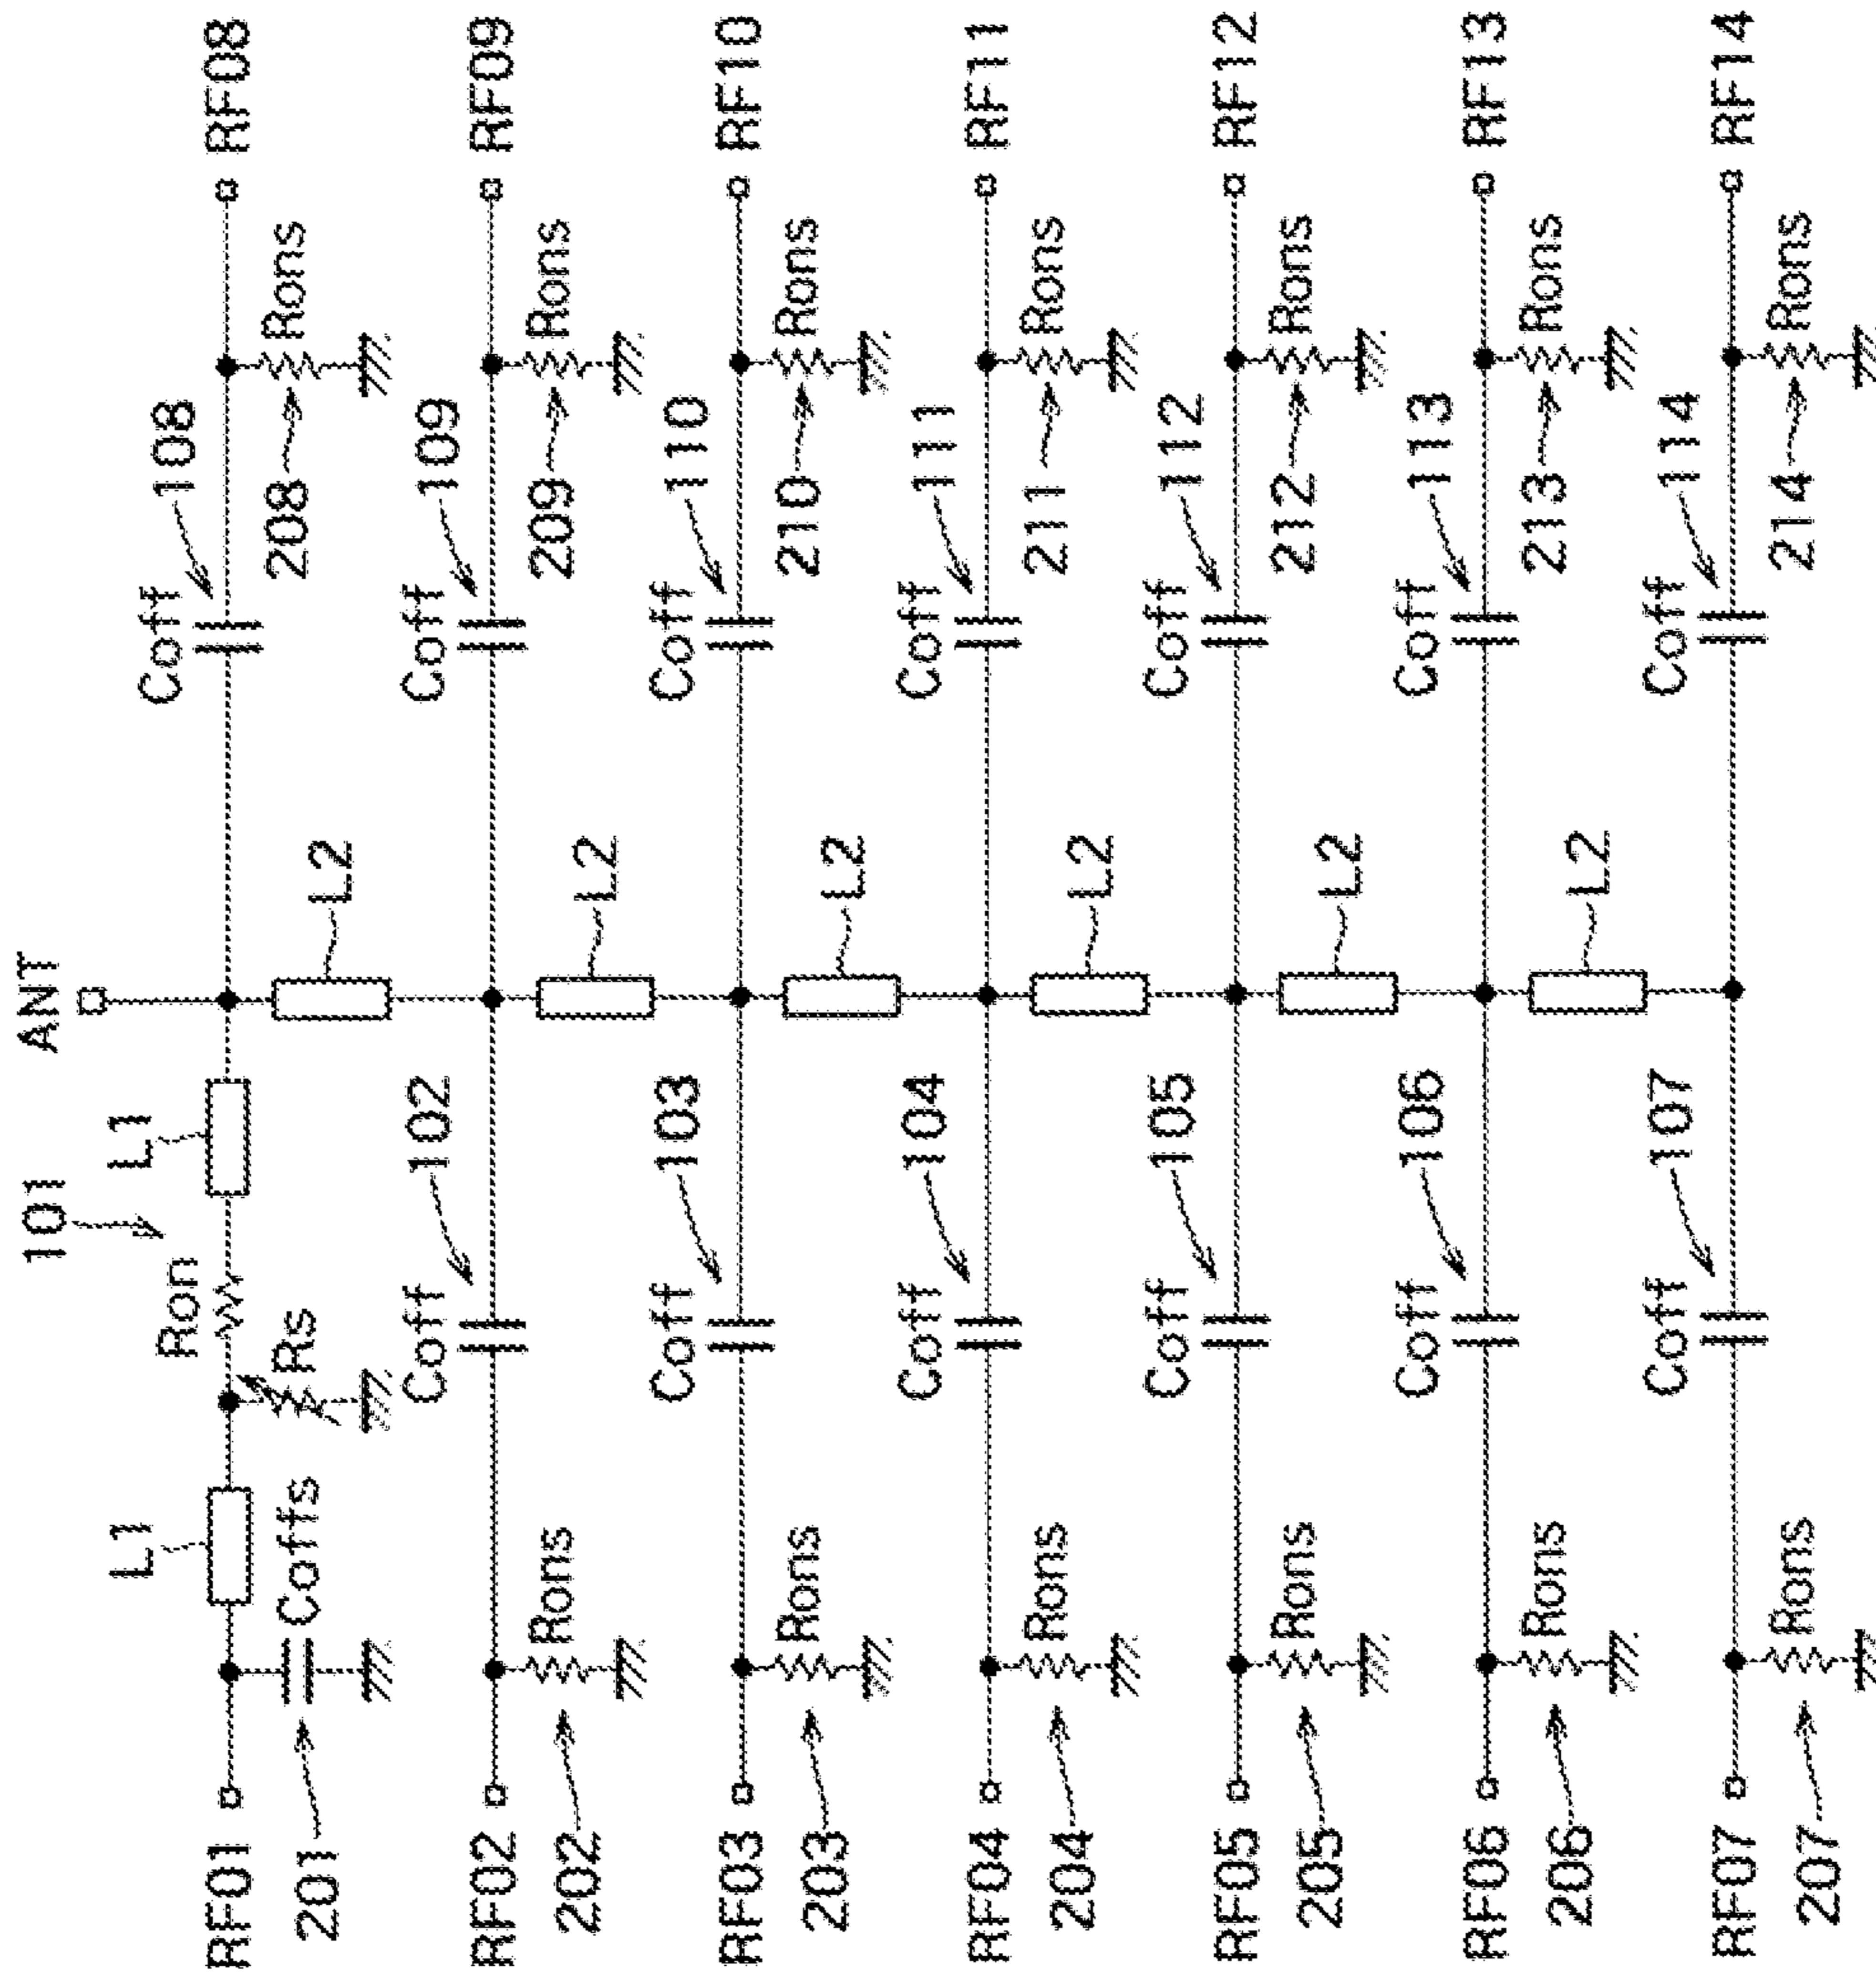 ANT
101
L1
L1
RF01
Ron
Coff
108
RF08
201
Coffs
Rs
L2
208
Rons
RF02
Coff
102
Coff
109
RF09
202
Rons
L2
209
Rons
RF03
Coff
103
Coff
110
RF10
203
Rons
L2
210
Rons
RF04
Coff
104
Coff
111
RF11
204
Rons
L2
211
Rons
RF05
Coff
105
Coff
112
RF12
205
Rons
L2
212
Rons
RF06
Coff
106
Coff
113
RF13
206
Rons
L2
213
Rons
RF07
Coff
107
Coff
114
RF14
207
Rons
214
Rons